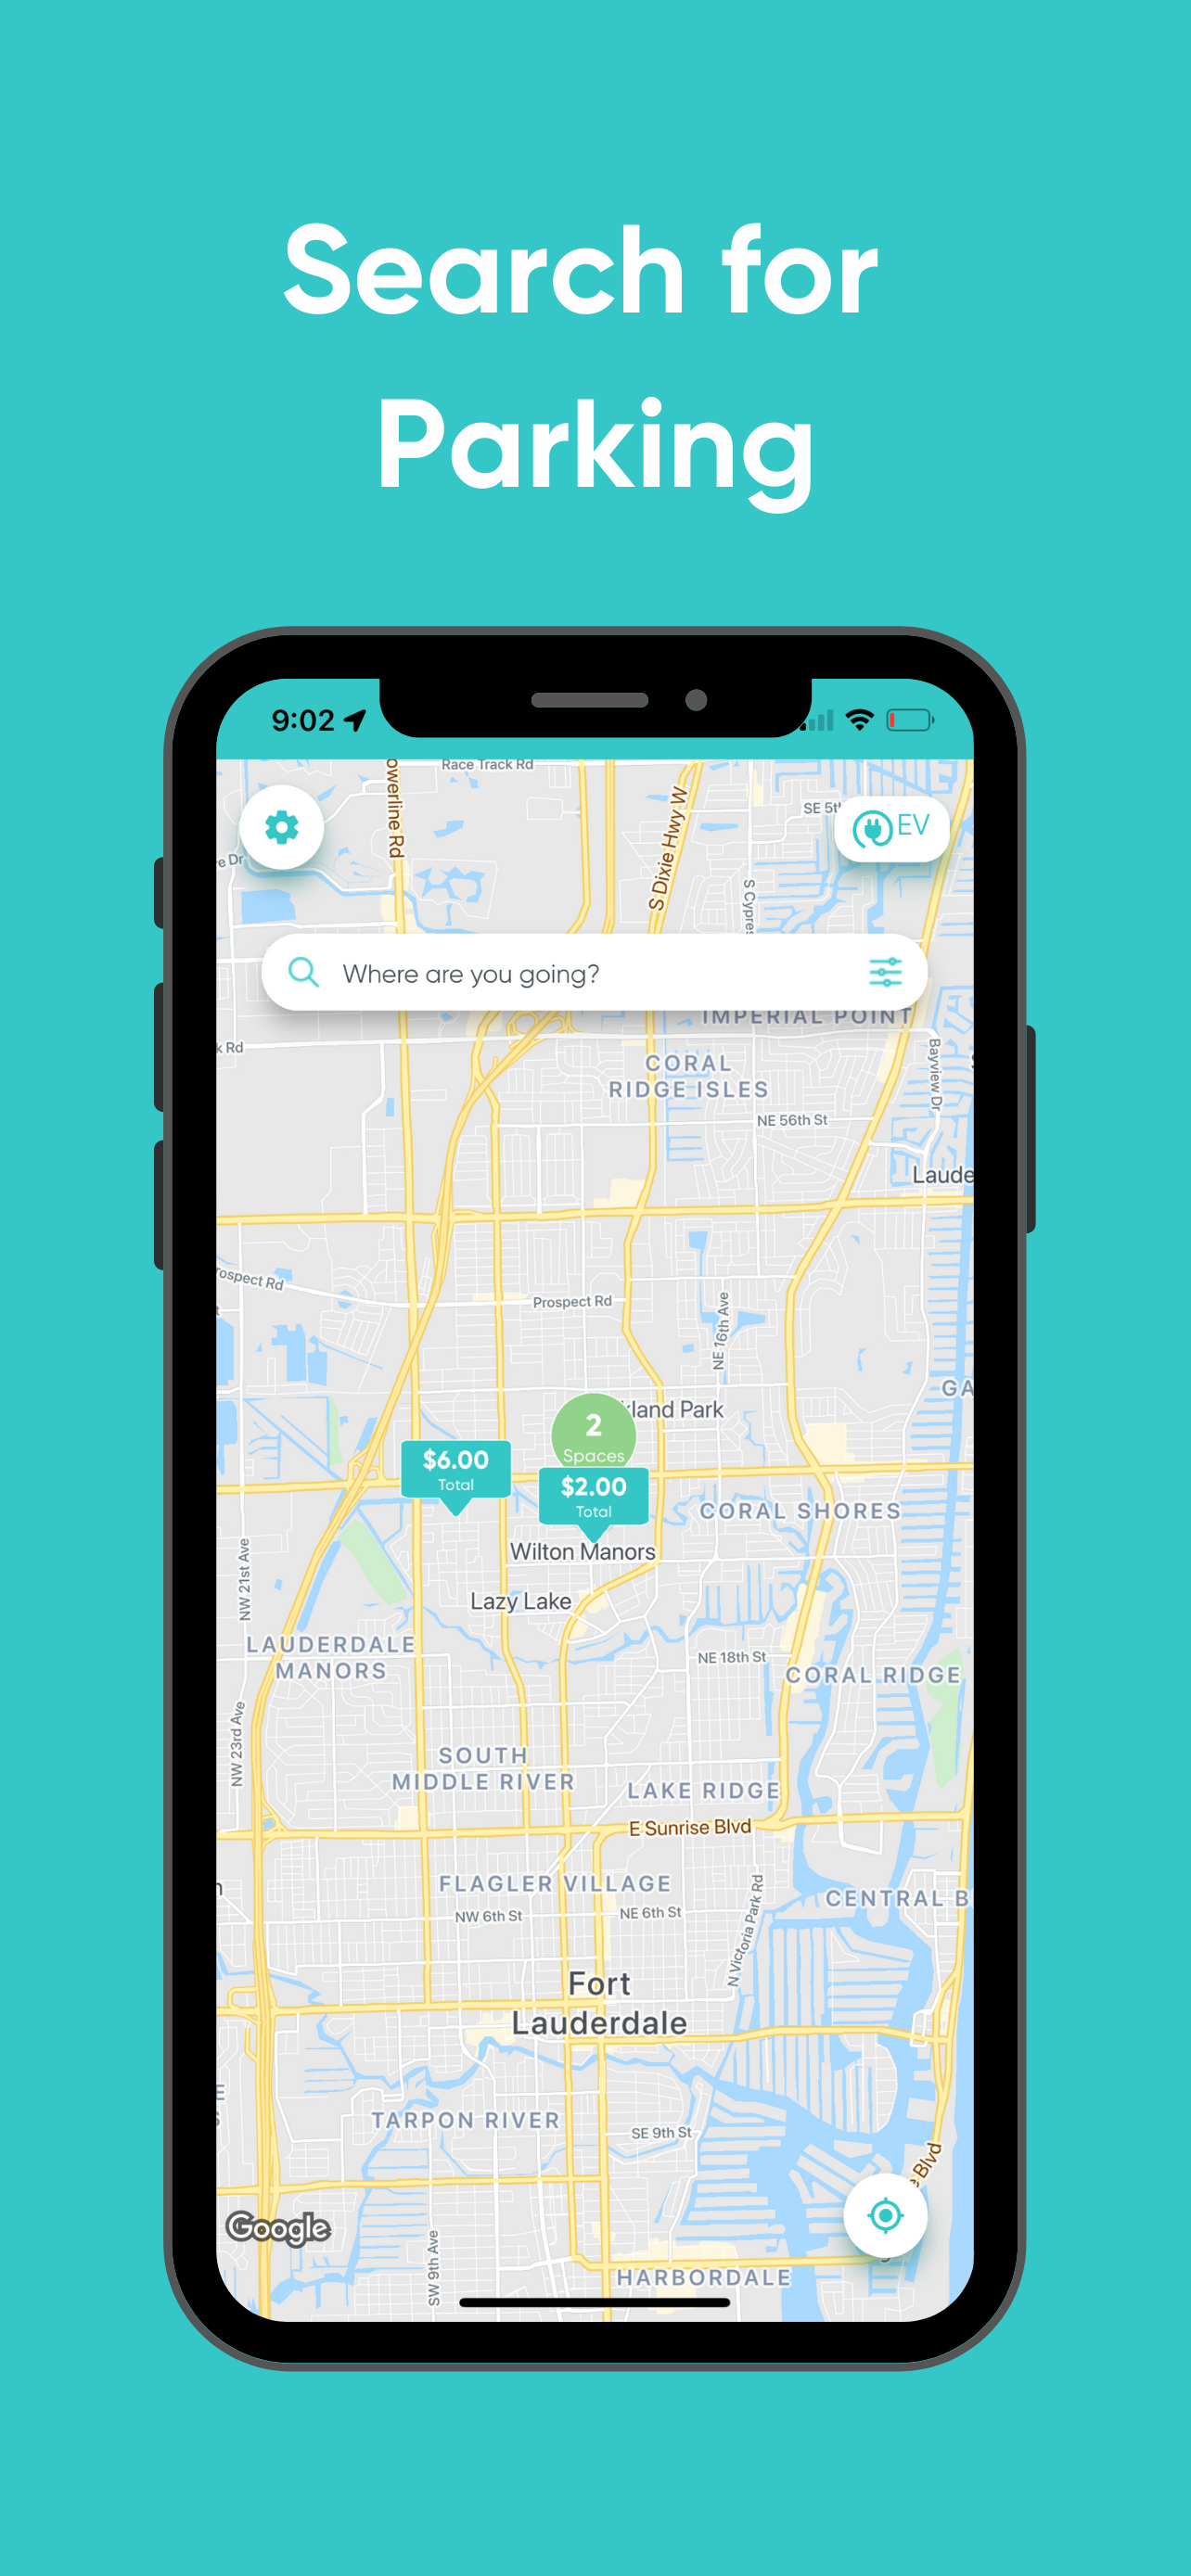 Search for
Parking
9:02
Race Track Rd
owerline Rd
S Dixie Hwy W
SE 5t
EV
e Dr
S Cypres
Where are you going?
IMPERIAL POINT
k Rd
CORAL
RIDGE ISLES
Bayview Dr
NE 56th St
Laude
rospect Rd
Prospect Rd
NE 16th Ave
GA
kland Park
2
Spaces
$6.00
Total
$2.00
Total
CORAL SHORES
Wilton Manors
NW 21st Ave
Lazy Lake
LAUDERDALE
MANORS
NE 18th St
CORAL RIDGE
NW 23rd Ave
SOUTH
MIDDLE RIVER
LAKE RIDGE
E Sunrise Blvd
FLAGLER VILLAGE
CENTRAL B
NW 6th St
NE 6th St
N Victoria Park Rd
Fort
Lauderdale
TARPON RIVER
SE 9th St
Blvd
Google
SW 9th Ave
HARBORDALE